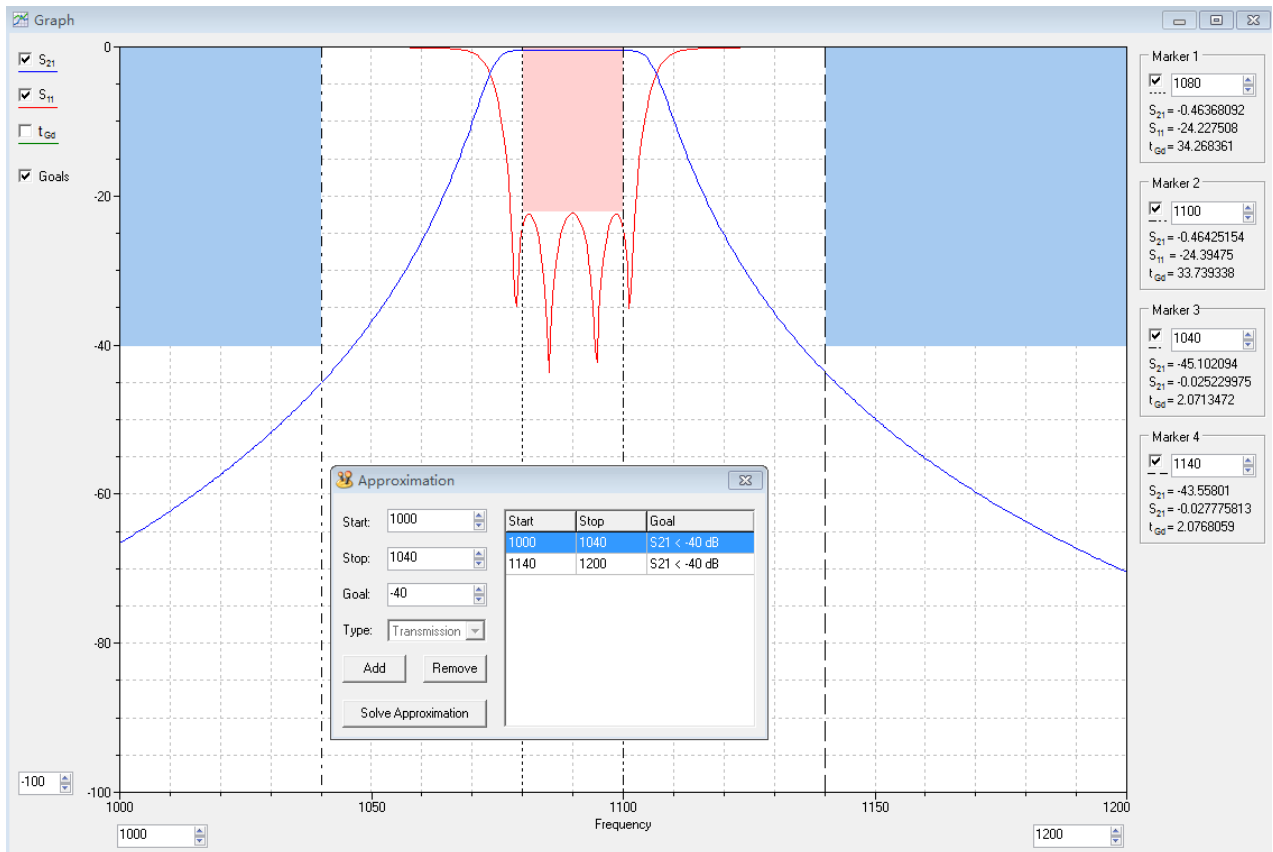 Graph
S21
S11
tGd
Goals
0
-20
-40
-60
-80
-100
-100
1000
1050
1100
1150
1200
Frequency
1000
1200
Marker 1
1080
S21 = -0.46368092
S11 = -24.227508
tGd = 34.268361
Marker 2
1100
S21 = -0.46425154
S11 = -24.39475
tGd = 33.739338
Marker 3
1040
S21 = -45.102094
S21 = -0.025229975
tGd = 2.0713472
Marker 4
1140
S21 = -43.55801
S21 = -0.027775813
tGd = 2.0768059
Approximation
Start: 1000
Stop: 1040
Goal: -40
Type: Transmission
Add Remove
Solve Approximation
Start Stop Goal
1000 1040 S21 < -40 dB
1140 1200 S21 < -40 dB